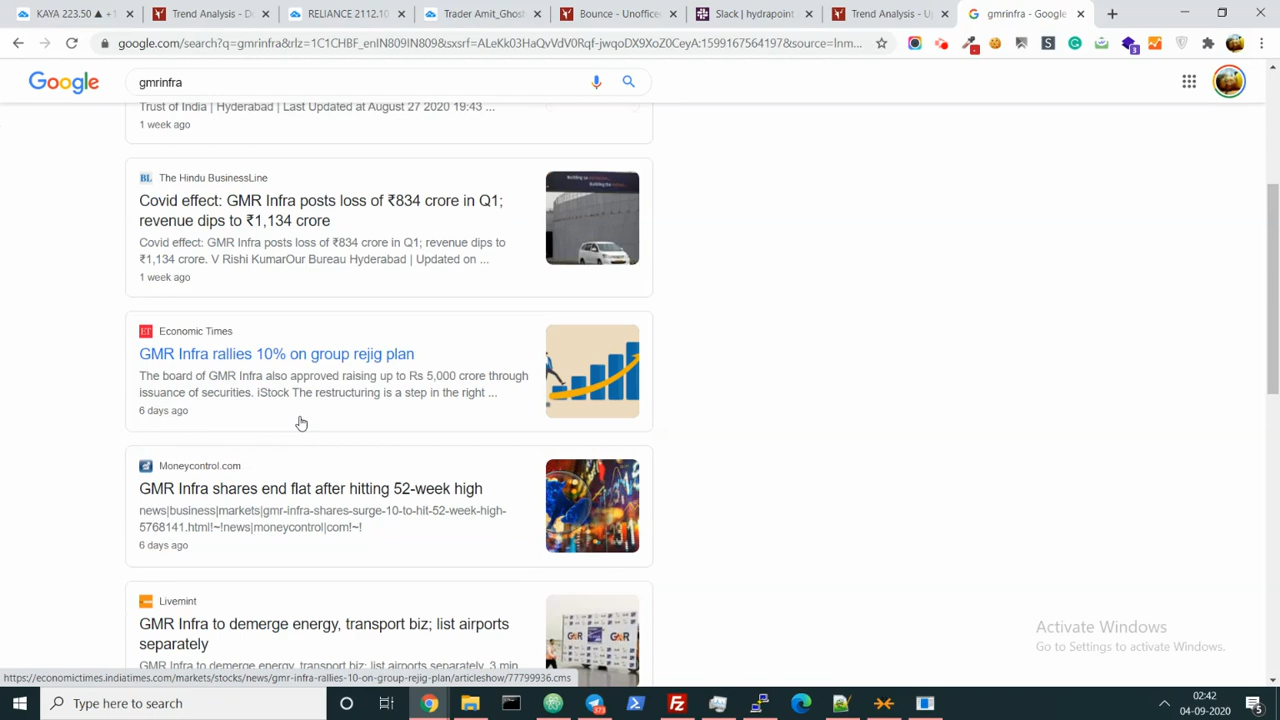 KAYA 223.50 ▲ +1
Trend Analysis - D
RELIANCE 2112.10
Trader Amit_Ghost
Bounce - Unofficer
Slack | hydrapoint
Trend Analysis - U
gmrinfra - Google
google.com/search?q=gmrinfra&rlz=1C1CHBF_enIN809IN809&sxsrf=ALeKk03HaQvVdV0Rqf-jwqoDX9XoZ0CeyA:1599167564197&source=lnm...
Google
gmrinfra
Trust of India | Hyderabad | Last Updated at August 27 2020 19:43 ...
1 week ago
BL The Hindu BusinessLine
Covid effect: GMR Infra posts loss of ₹834 crore in Q1;
revenue dips to ₹1,134 crore
Covid effect: GMR Infra posts loss of ₹834 crore in Q1; revenue dips to
₹1,134 crore. V Rishi KumarOur Bureau Hyderabad | Updated on ...
1 week ago
ET Economic Times
GMR Infra rallies 10% on group rejig plan
The board of GMR Infra also approved raising up to Rs 5,000 crore through
issuance of securities. iStock The restructuring is a step in the right ...
6 days ago
Moneycontrol.com
GMR Infra shares end flat after hitting 52-week high
news|business|markets|gmr-infra-shares-surge-10-to-hit-52-week-high-
5768141.html!~!news|moneycontrol|com!~!
6 days ago
Livemint
GMR Infra to demerge energy, transport biz; list airports
separately
GMR Infra to demerge energy, transport biz; list airports separately. 3 min
GMR
Activate Windows
Go to Settings to activate Windows.
https://economictimes.indiatimes.com/markets/stocks/news/gmr-infra-rallies-10-on-group-rejig-plan/articleshow/77799936.cms
Type here to search
02:42
04-09-2020